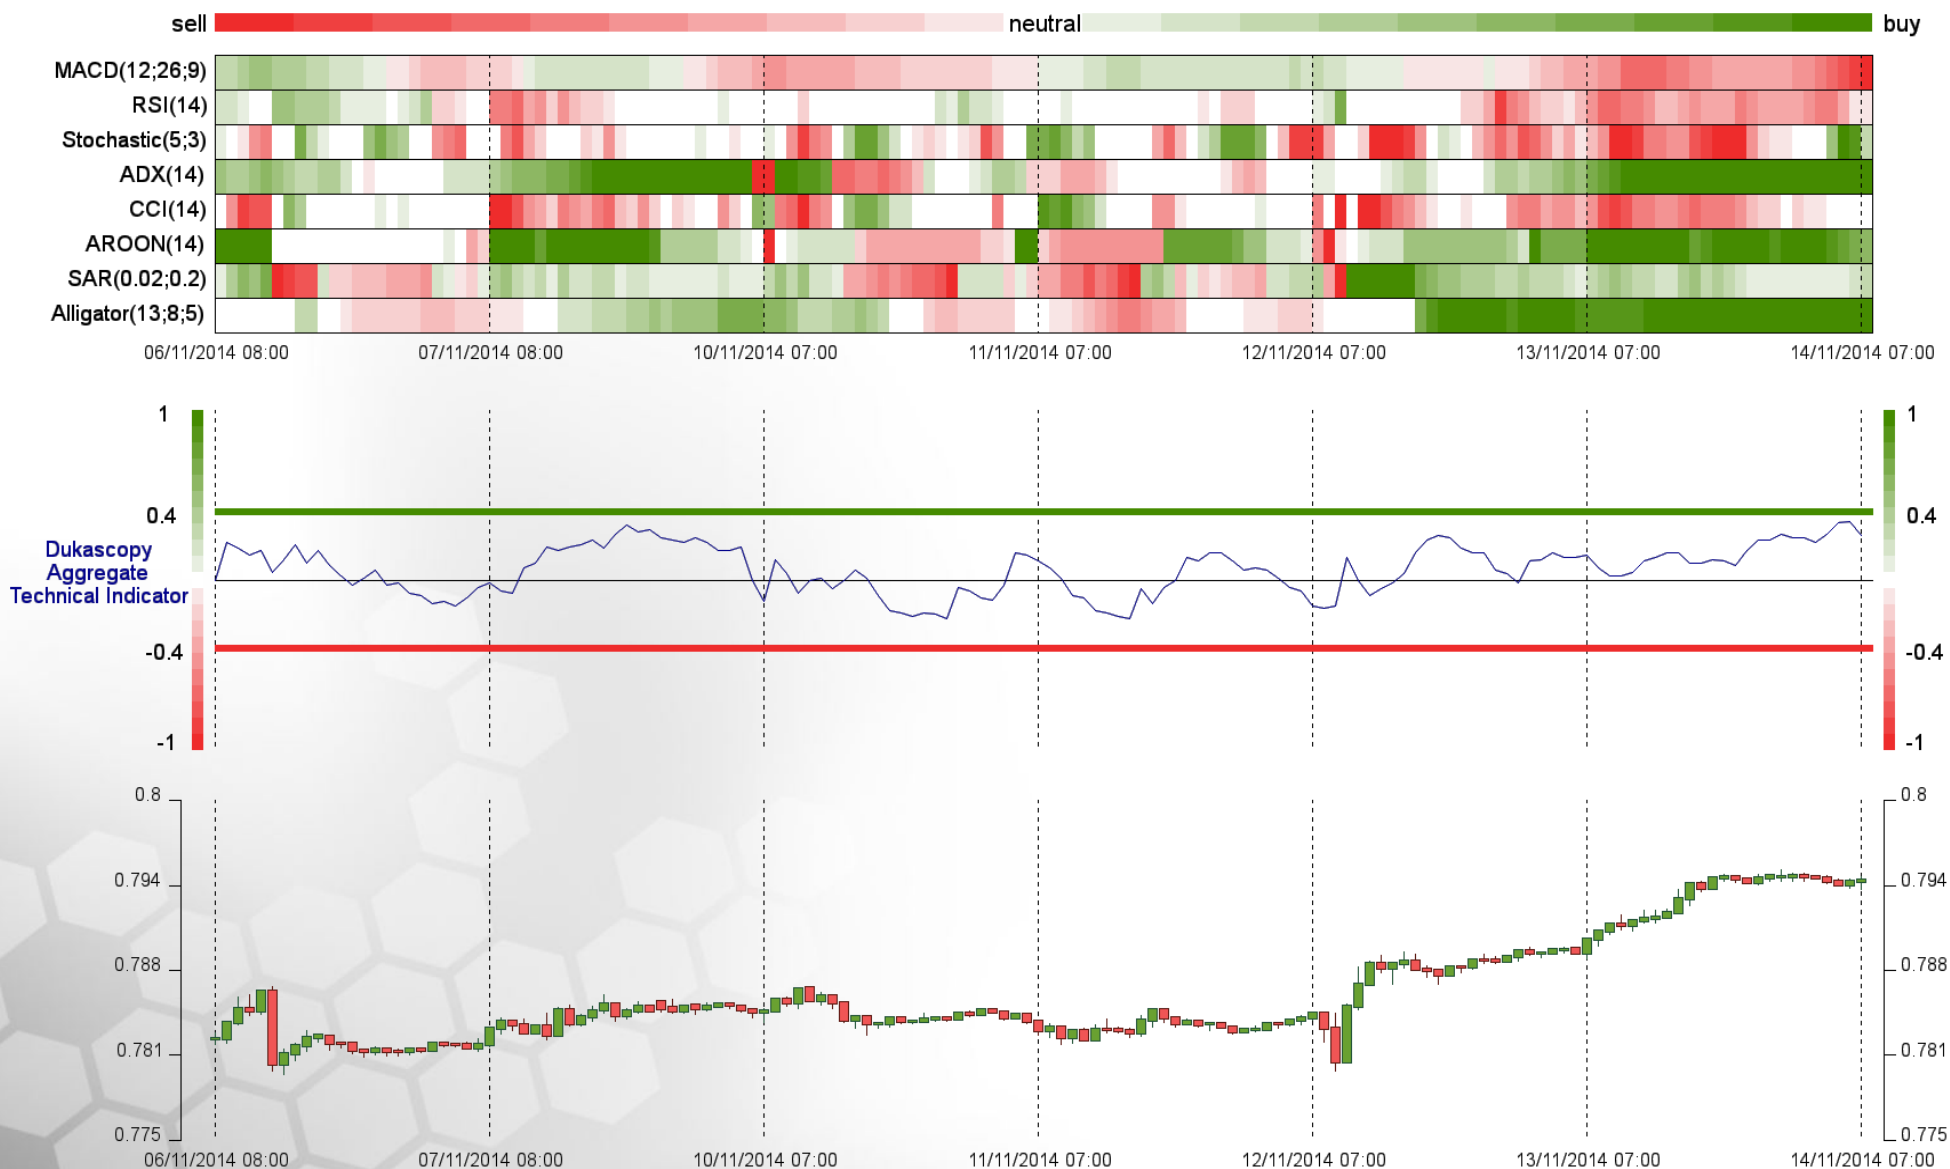 sell neutral buy
MACD(12;26;9)
RSI(14)
Stochastic(5;3)
ADX(14)
CCI(14)
AROON(14)
SAR(0.02;0.2)
Alligator(13;8;5)
06/11/2014 08:00 07/11/2014 08:00 10/11/2014 07:00 11/11/2014 07:00 12/11/2014 07:00 13/11/2014 07:00 14/11/2014 07:00
1 1
0.4 0.4
Dukascopy
Aggregate
Technical Indicator
-0.4 -0.4
-1 -1
0.8 0.8
0.794 0.794
0.788 0.788
0.781 0.781
0.775 0.775
06/11/2014 08:00 07/11/2014 08:00 10/11/2014 07:00 11/11/2014 07:00 12/11/2014 07:00 13/11/2014 07:00 14/11/2014 07:00